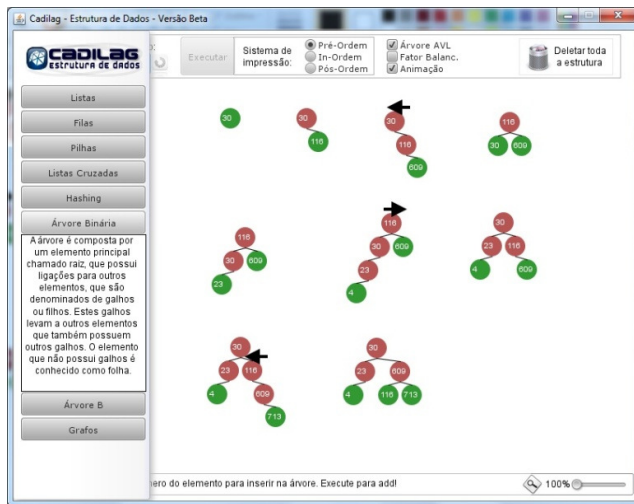 Cadilag - Estrutura de Dados - Versão Beta
CADILAG
estrutura de dados
Executar
Sistema de impressão:
Pré-Ordem
In-Ordem
Pós-Ordem
Árvore AVL
Fator Balanc.
Animação
Deletar toda
a estrutura
Listas
Filas
Pilhas
Listas Cruzadas
Hashing
Árvore Binária
A árvore é composta por
um elemento principal
chamado raiz, que possui
ligações para outros
elementos, que são
denominados de galhos
ou filhos. Estes galhos
levam a outros elementos
que também possuem
outros galhos. O elemento
que não possui galhos é
conhecido como folha.
Árvore B
Grafos
30
30
116
30
116
609
116
30 609
116
30 609
23
116
30 609
23
4
30
23 116
4 609
30
23 116
4 609
713
30
23 609
4 116 713
ero do elemento para inserir na árvore. Execute para add!
100%